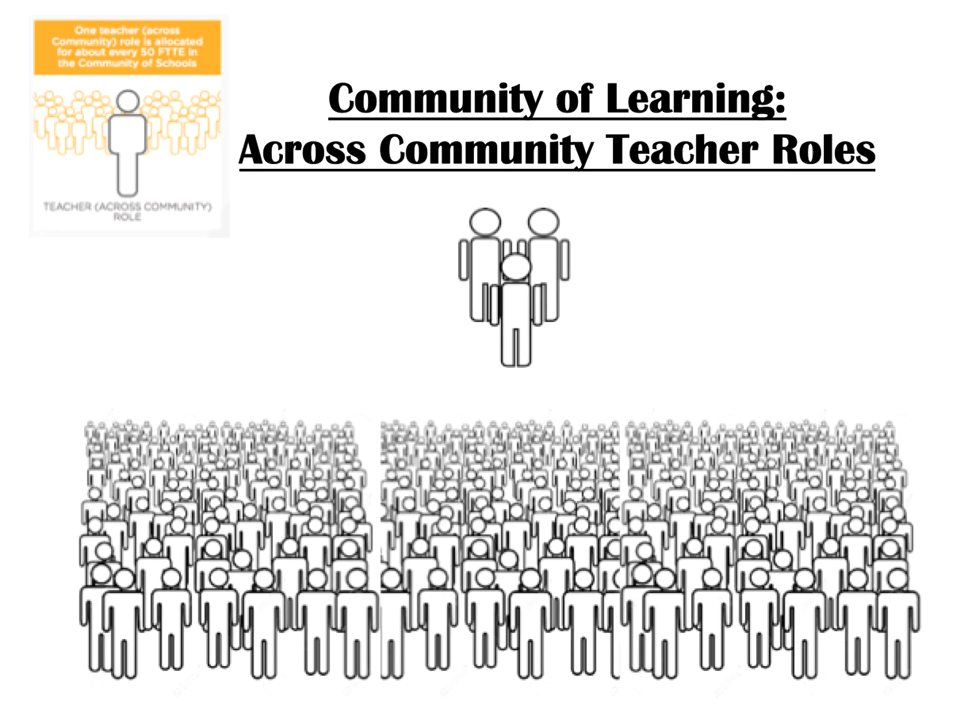 One teacher (across
Community) role is allocated
for about every 50 FTTE in
the Community of Schools
TEACHER (ACROSS COMMUNITY)
ROLE
Community of Learning:
Across Community Teacher Roles